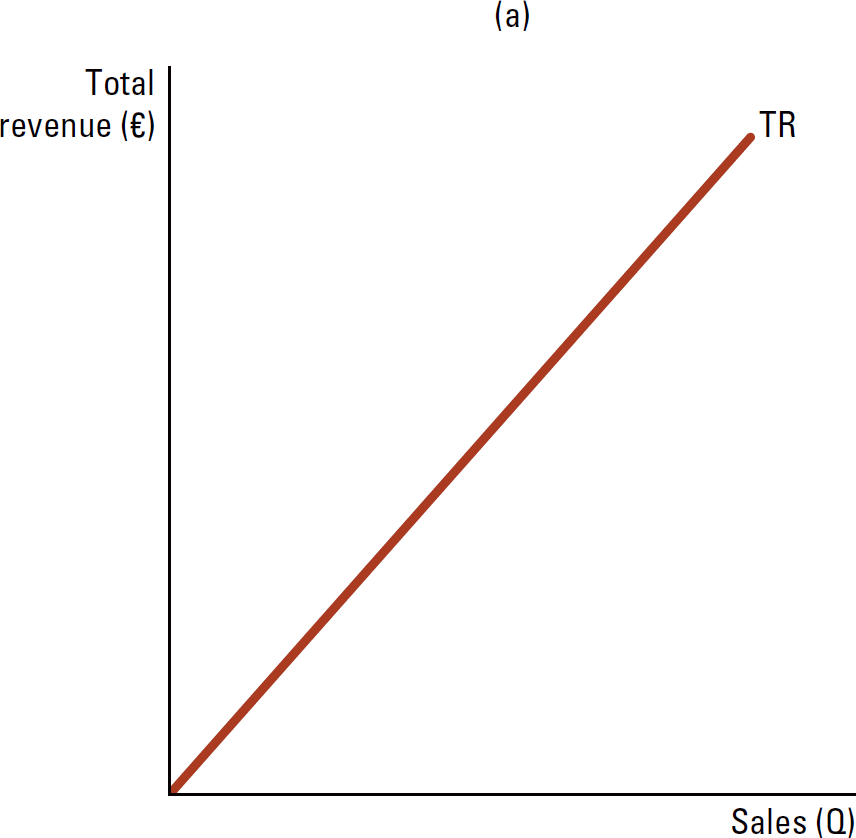 (a)
Total
revenue (€)
TR
Sales (Q)